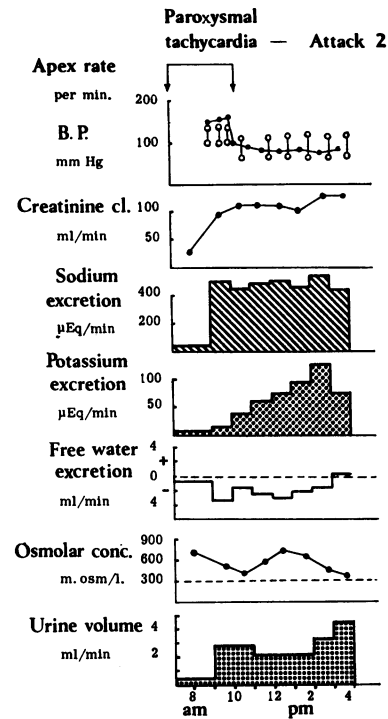 Paroxysmal
tachycardia — Attack 2
Apex rate
per min.
200
B. P.
100
mm Hg
Creatinine cl.
100
ml/min
50
Sodium
excretion
400
µEq/min
200
Potassium
excretion
100
µEq/min
50
Free water
excretion
4
+
0
−
ml/min
4
Osmolar conc.
900
600
m. osm/l.
300
Urine volume
4
ml/min
2
8 10 12 2 4
am pm